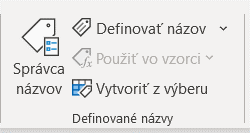 Správca
názvov
Definovať názov
Použiť vo vzorci
Vytvoriť z výberu
Definované názvy